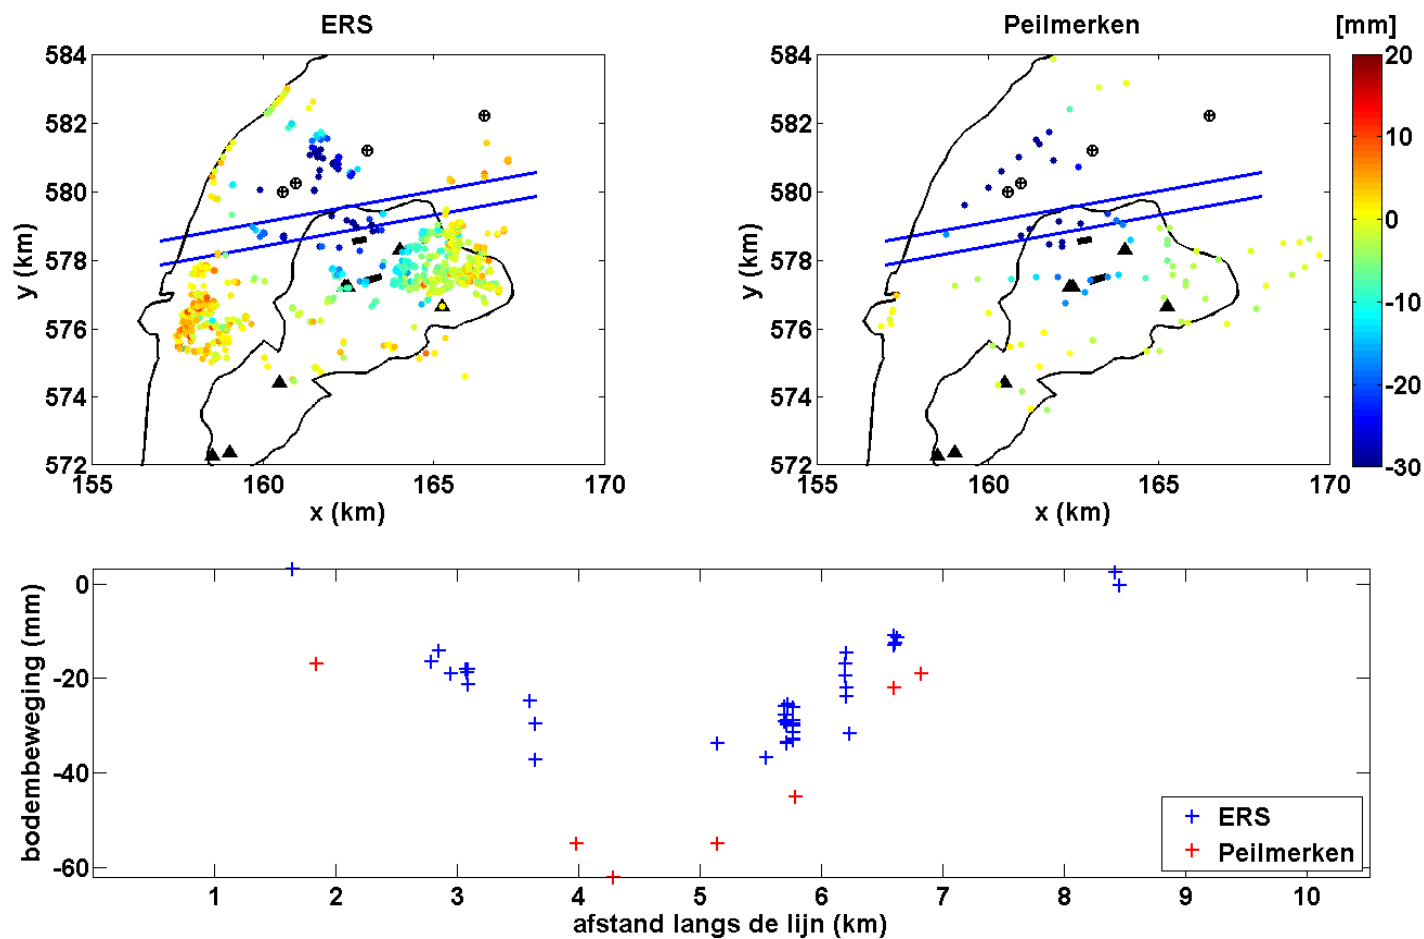 ERS
Peilmerken
[mm]
584
582
580
578
576
574
572
y (km)
155
160
165
170
x (km)
584
582
580
578
576
574
572
y (km)
155
160
165
170
x (km)
20
10
0
-10
-20
-30
0
-20
-40
-60
bodembeweging (mm)
1 2 3 4 5 6 7 8 9 10
afstand langs de lijn (km)
ERS
Peilmerken